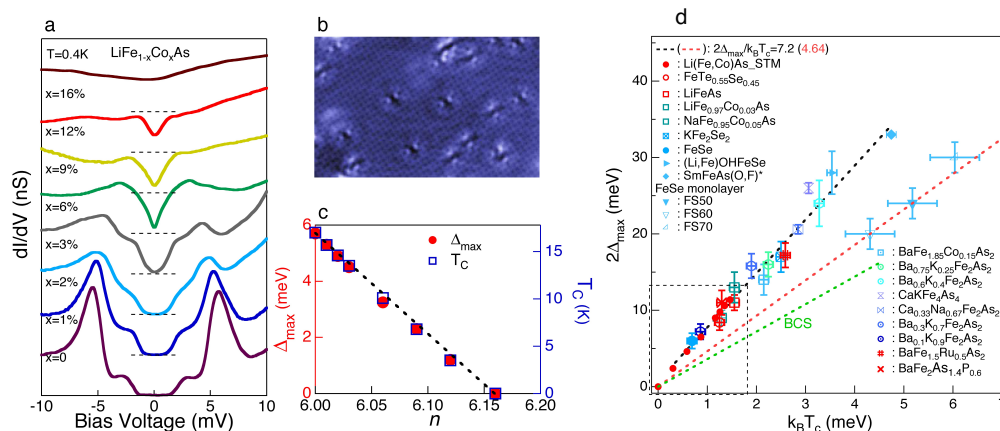 a
T=0.4K
LiFe1-xCoxAs
x=16%
x=12%
x=9%
x=6%
x=3%
x=2%
x=1%
x=0
dI/dV (nS)
-10 -5 0 5 10
Bias Voltage (mV)
b
c
6
4
2
0
Δmax (meV)
Δmax
TC
15
10
5
0
TC (K)
6.00 6.05 6.10 6.15 6.20
n
d
(---): 2Δmax/kBTc=7.2 (4.64)
: Li(Fe,Co)As_STM
: FeTe0.55Se0.45
: LiFeAs
: LiFe0.97Co0.03As
: NaFe0.95Co0.05As
: KFe2Se2
: FeSe
: (Li,Fe)OHFeSe
: SmFeAs(O,F)*
FeSe monolayer
: FS50
: FS60
: FS70
: BaFe1.85Co0.15As2
: Ba0.75K0.25Fe2As2
: Ba0.6K0.4Fe2As2
: CaKFe4As4
: Ca0.33Na0.67Fe2As2
: Ba0.3K0.7Fe2As2
: Ba0.1K0.9Fe2As2
: BaFe1.5Ru0.5As2
: BaFe2As1.4P0.6
BCS
40
30
20
10
0
2Δmax (meV)
0 1 2 3 4 5 6
kBTc (meV)